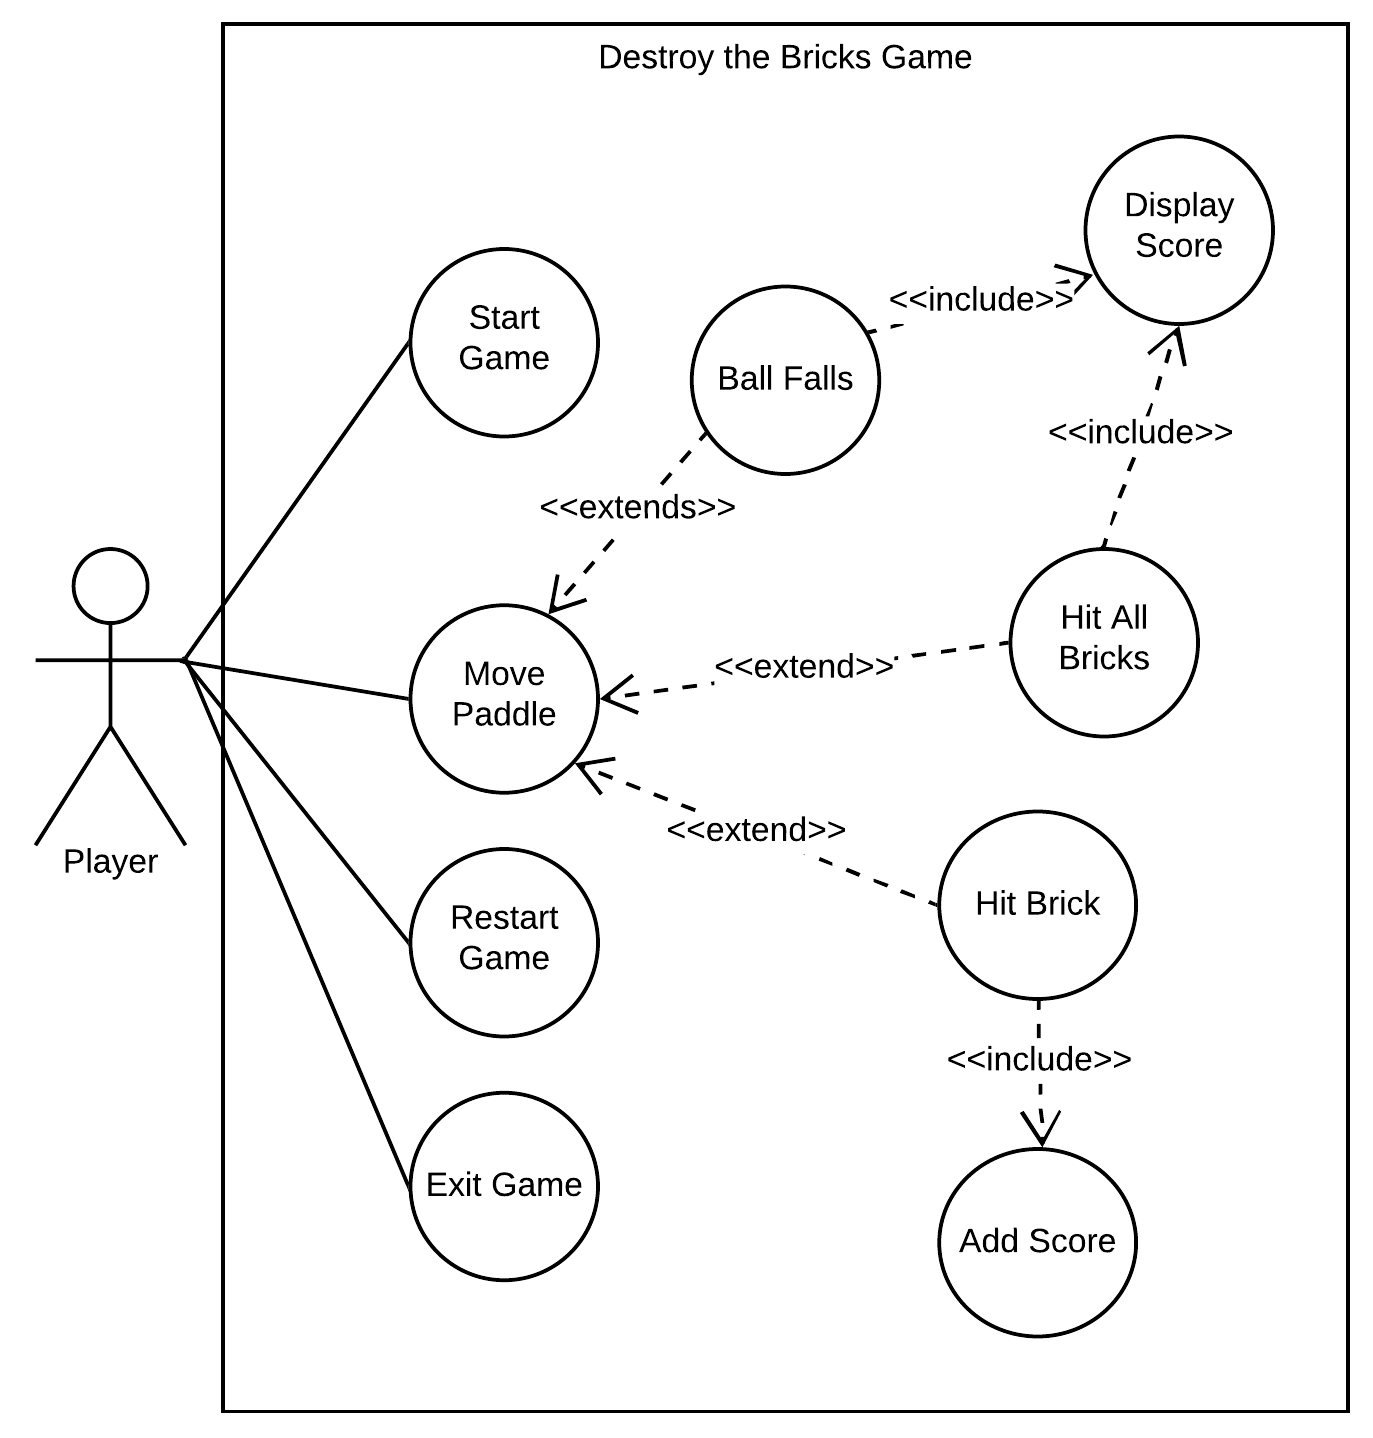 Destroy the Bricks Game
Display
Score
<<include>>
Start
Game
Ball Falls
<<include>>
<<extends>>
Hit All
Bricks
Move
Paddle
<<extend>>
<<extend>>
Player
Restart
Game
Hit Brick
<<include>>
Exit Game
Add Score